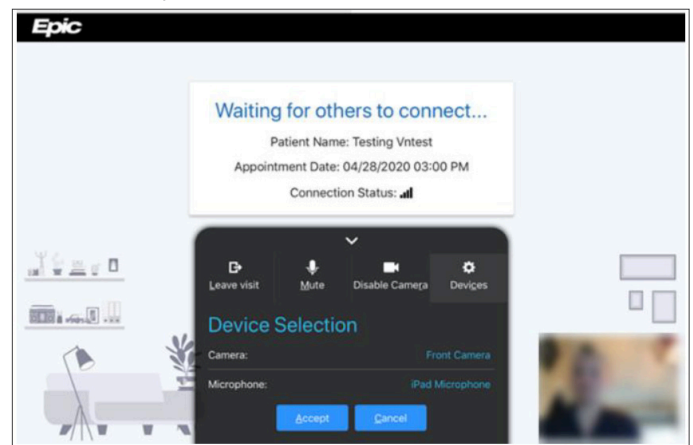 Epic
Waiting for others to connect...
Patient Name: Testing Vntest
Appointment Date: 04/28/2020 03:00 PM
Connection Status:
Leave visit
Mute
Disable Camera
Devices
Device Selection
Camera: Front Camera
Microphone: iPad Microphone
Accept Cancel